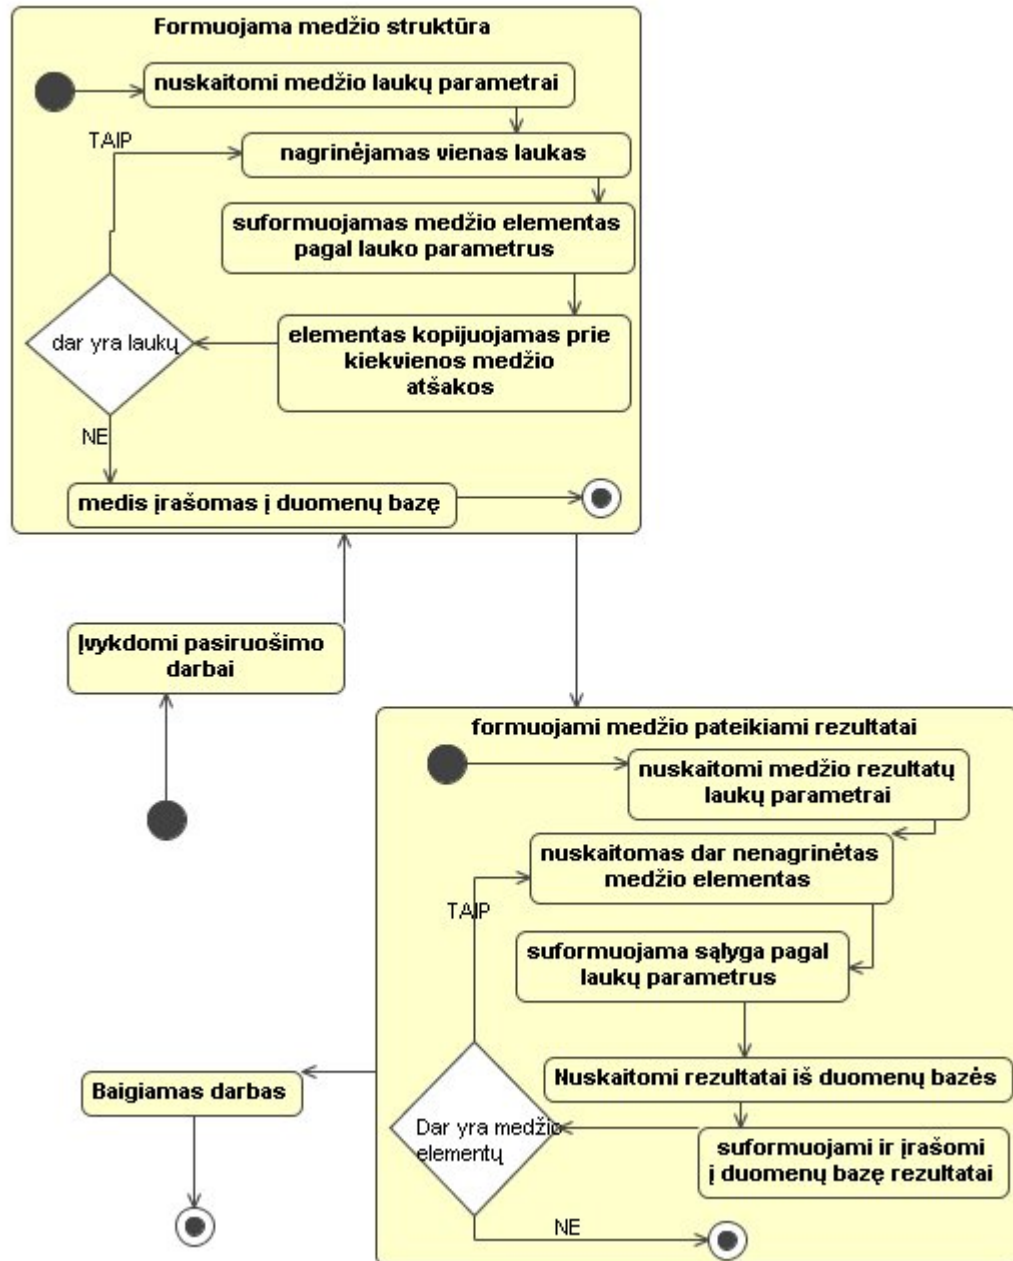 Formuojama medžio struktūra
nuskaitomi medžio laukų parametrai
TAIP
nagrinėjamas vienas laukas
suformuojamas medžio elementas
pagal lauko parametrus
dar yra laukų
elementas kopijuojamas prie
kiekvienos medžio
atšakos
NE
medis įrašomas į duomenų bazę
Įvykdomi pasiruošimo
darbai
formuojami medžio pateikiami rezultatai
nuskaitomi medžio rezultatų
laukų parametrai
nuskaitomas dar nenagrinėtas
medžio elementas
TAIP
suformuojama sąlyga pagal
laukų parametrus
Nuskaitomi rezultatai iš duomenų bazės
Baigiamas darbas
Dar yra medžio
elementų
suformuojami ir įrašomi
į duomenų bazę rezultatai
NE